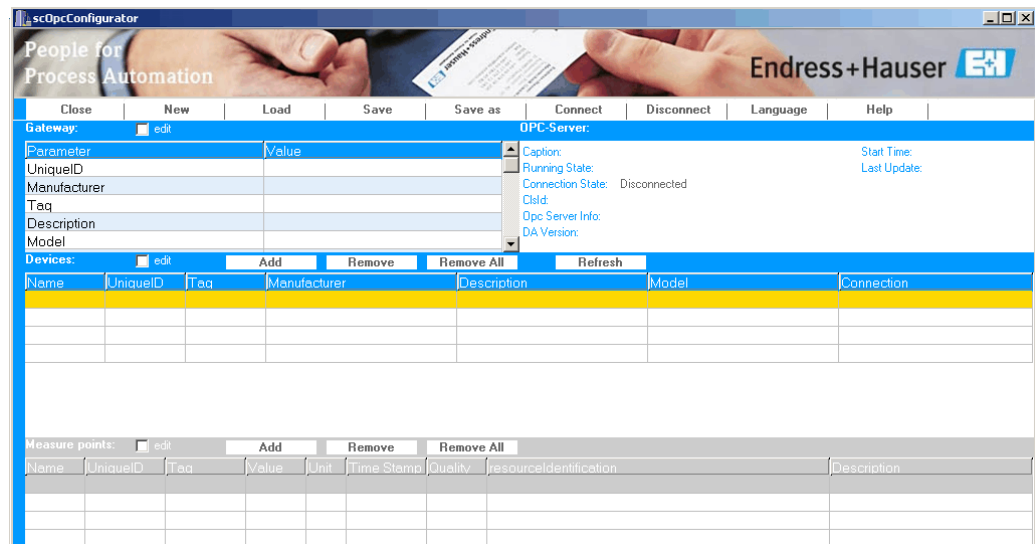 scOpcConfigurator
People for
Process Automation
Endress+Hauser
Endress+Hauser EH
Close New Load Save Save as Connect Disconnect Language Help
Gateway: edit OPC-Server:
Parameter Value
UniqueID
Manufacturer
Tag
Description
Model
Caption: Start Time:
Running State: Last Update:
Connection State: Disconnected
ClsId:
Opc Server Info:
DA Version:
Devices: edit Add Remove Remove All Refresh
Name UniqueID Tag Manufacturer Description Model Connection
Measure points: edit Add Remove Remove All
Name UniqueID Tag Value Unit Time Stamp Quality resourceIdentification Description